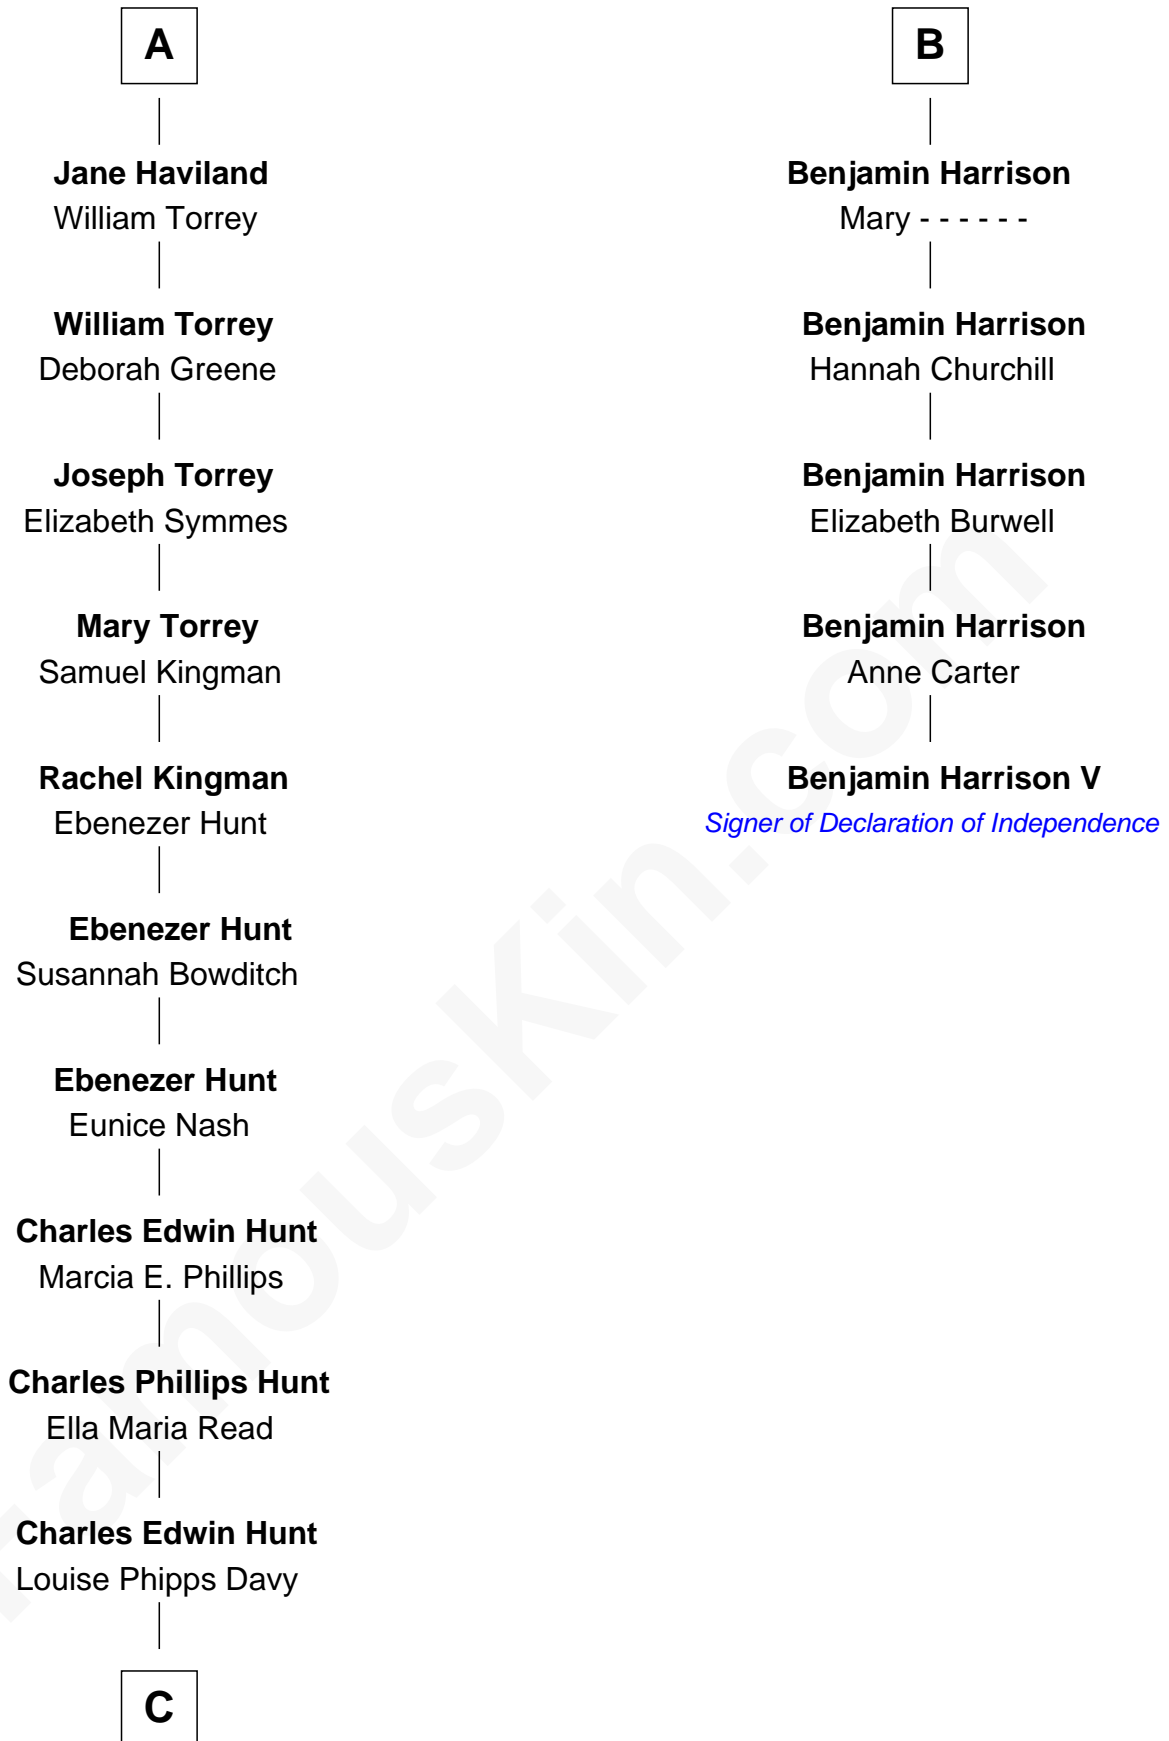 A
Jane Haviland
William Torrey
William Torrey
Deborah Greene
Joseph Torrey
Elizabeth Symmes
Mary Torrey
Samuel Kingman
Rachel Kingman
Ebenezer Hunt
Ebenezer Hunt
Susannah Bowditch
Ebenezer Hunt
Eunice Nash
Charles Edwin Hunt
Marcia E. Phillips
Charles Phillips Hunt
Ella Maria Read
Charles Edwin Hunt
Louise Phipps Davy
C
B
Benjamin Harrison
Mary - - - - - -
Benjamin Harrison
Hannah Churchill
Benjamin Harrison
Elizabeth Burwell
Benjamin Harrison
Anne Carter
Benjamin Harrison V
Signer of Declaration of Independence
FamousKin.com